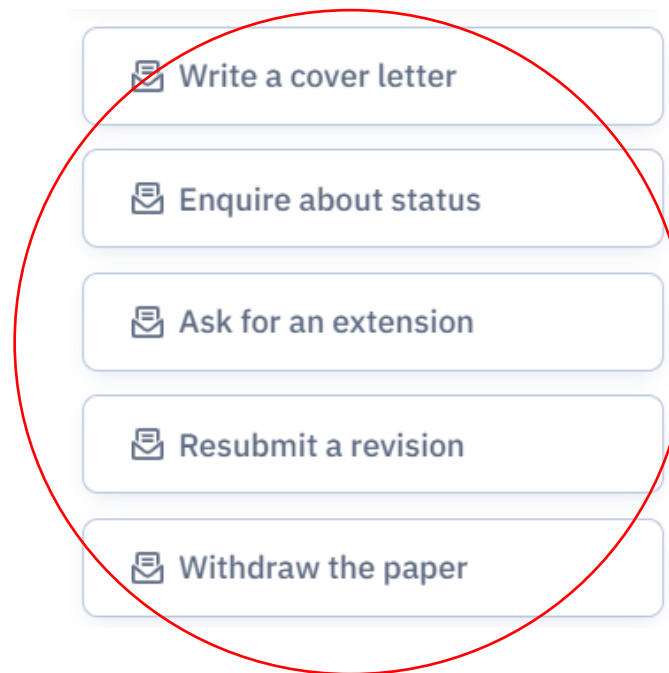 Write a cover letter
Enquire about status
Ask for an extension
Resubmit a revision
Withdraw the paper